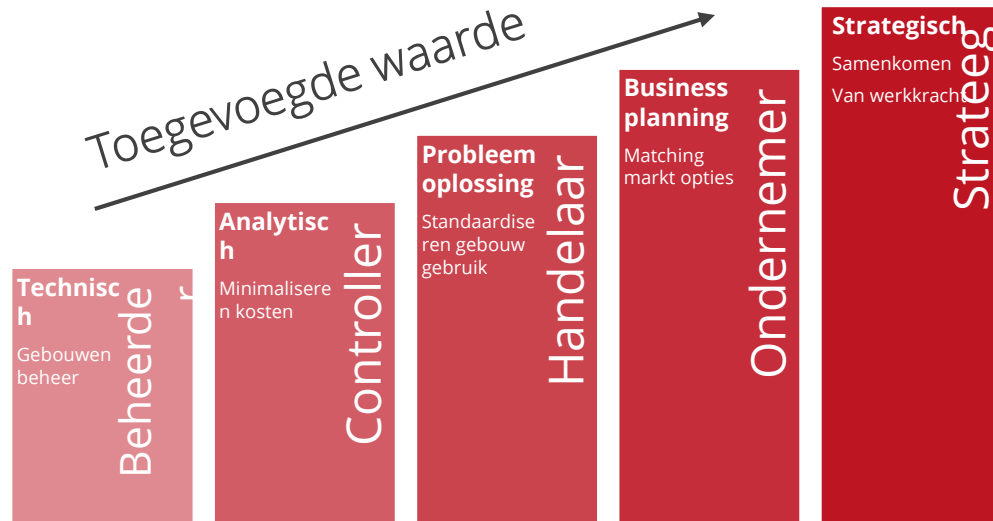 Toegevoegde waarde
Technisc
h
Gebouwen
beheer
Beheerde
r
Analytisc
h
Minimalisere
n kosten
Controller
Probleem
oplossing
Standaardise
ren gebouw
gebruik
Handelaar
Business
planning
Matching
markt opties
Ondernemer
Strategisch
Samenkomen
Van werkkracht
Strateeg